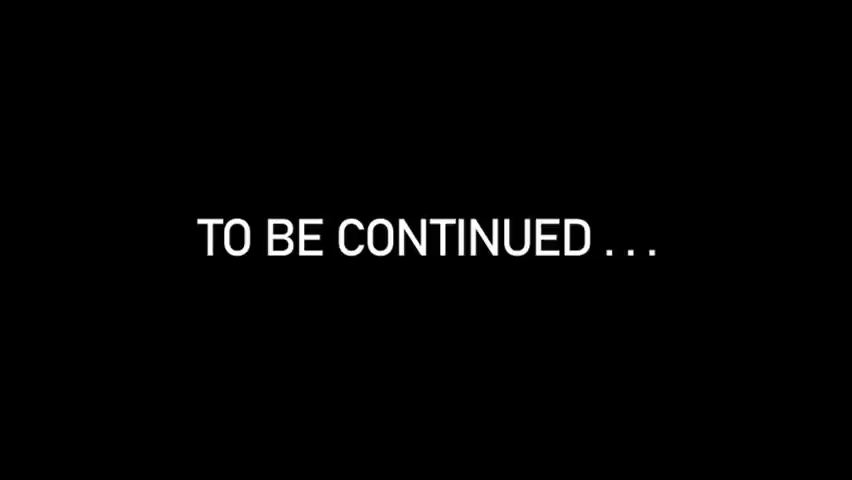 TO BE CONTINUED . . .